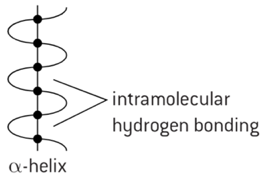 intramolecular
hydrogen bonding
α-helix